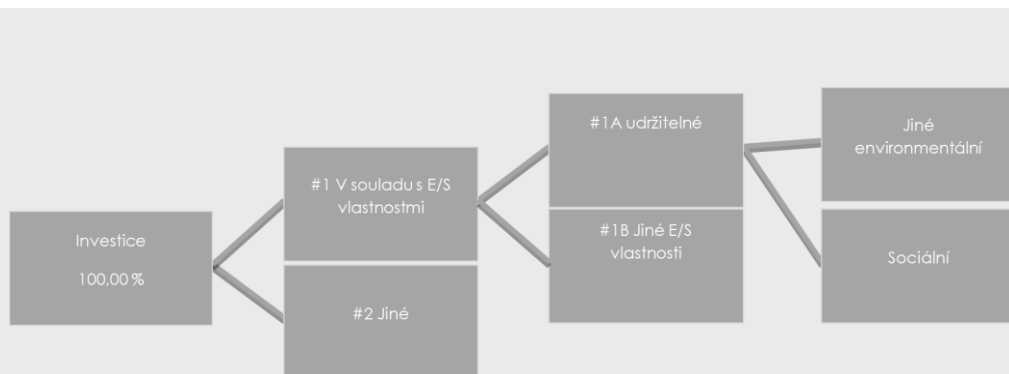 Investice
100,00 %
#1 V souladu s E/S
vlastnostmi
#2 Jiné
#1A udržitelné
#1B Jiné E/S
vlastnosti
Jiné
environmentální
Sociální